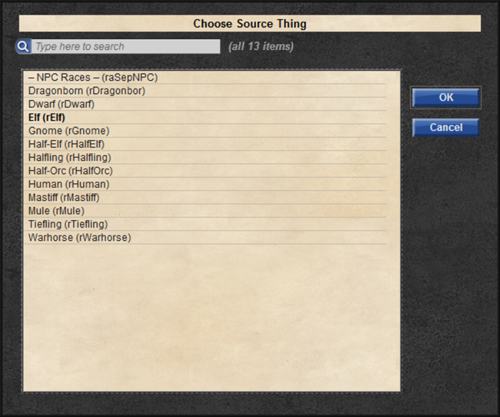 Choose Source Thing
Type here to search
(all 13 items)
– NPC Races – (raSepNPC)
Dragonborn (rDragonbor)
Dwarf (rDwarf)
Elf (rElf)
Gnome (rGnome)
Half-Elf (rHalfElf)
Halfling (rHalfling)
Half-Orc (rHalfOrc)
Human (rHuman)
Mastiff (rMastiff)
Mule (rMule)
Tiefling (rTiefling)
Warhorse (rWarhorse)
OK
Cancel